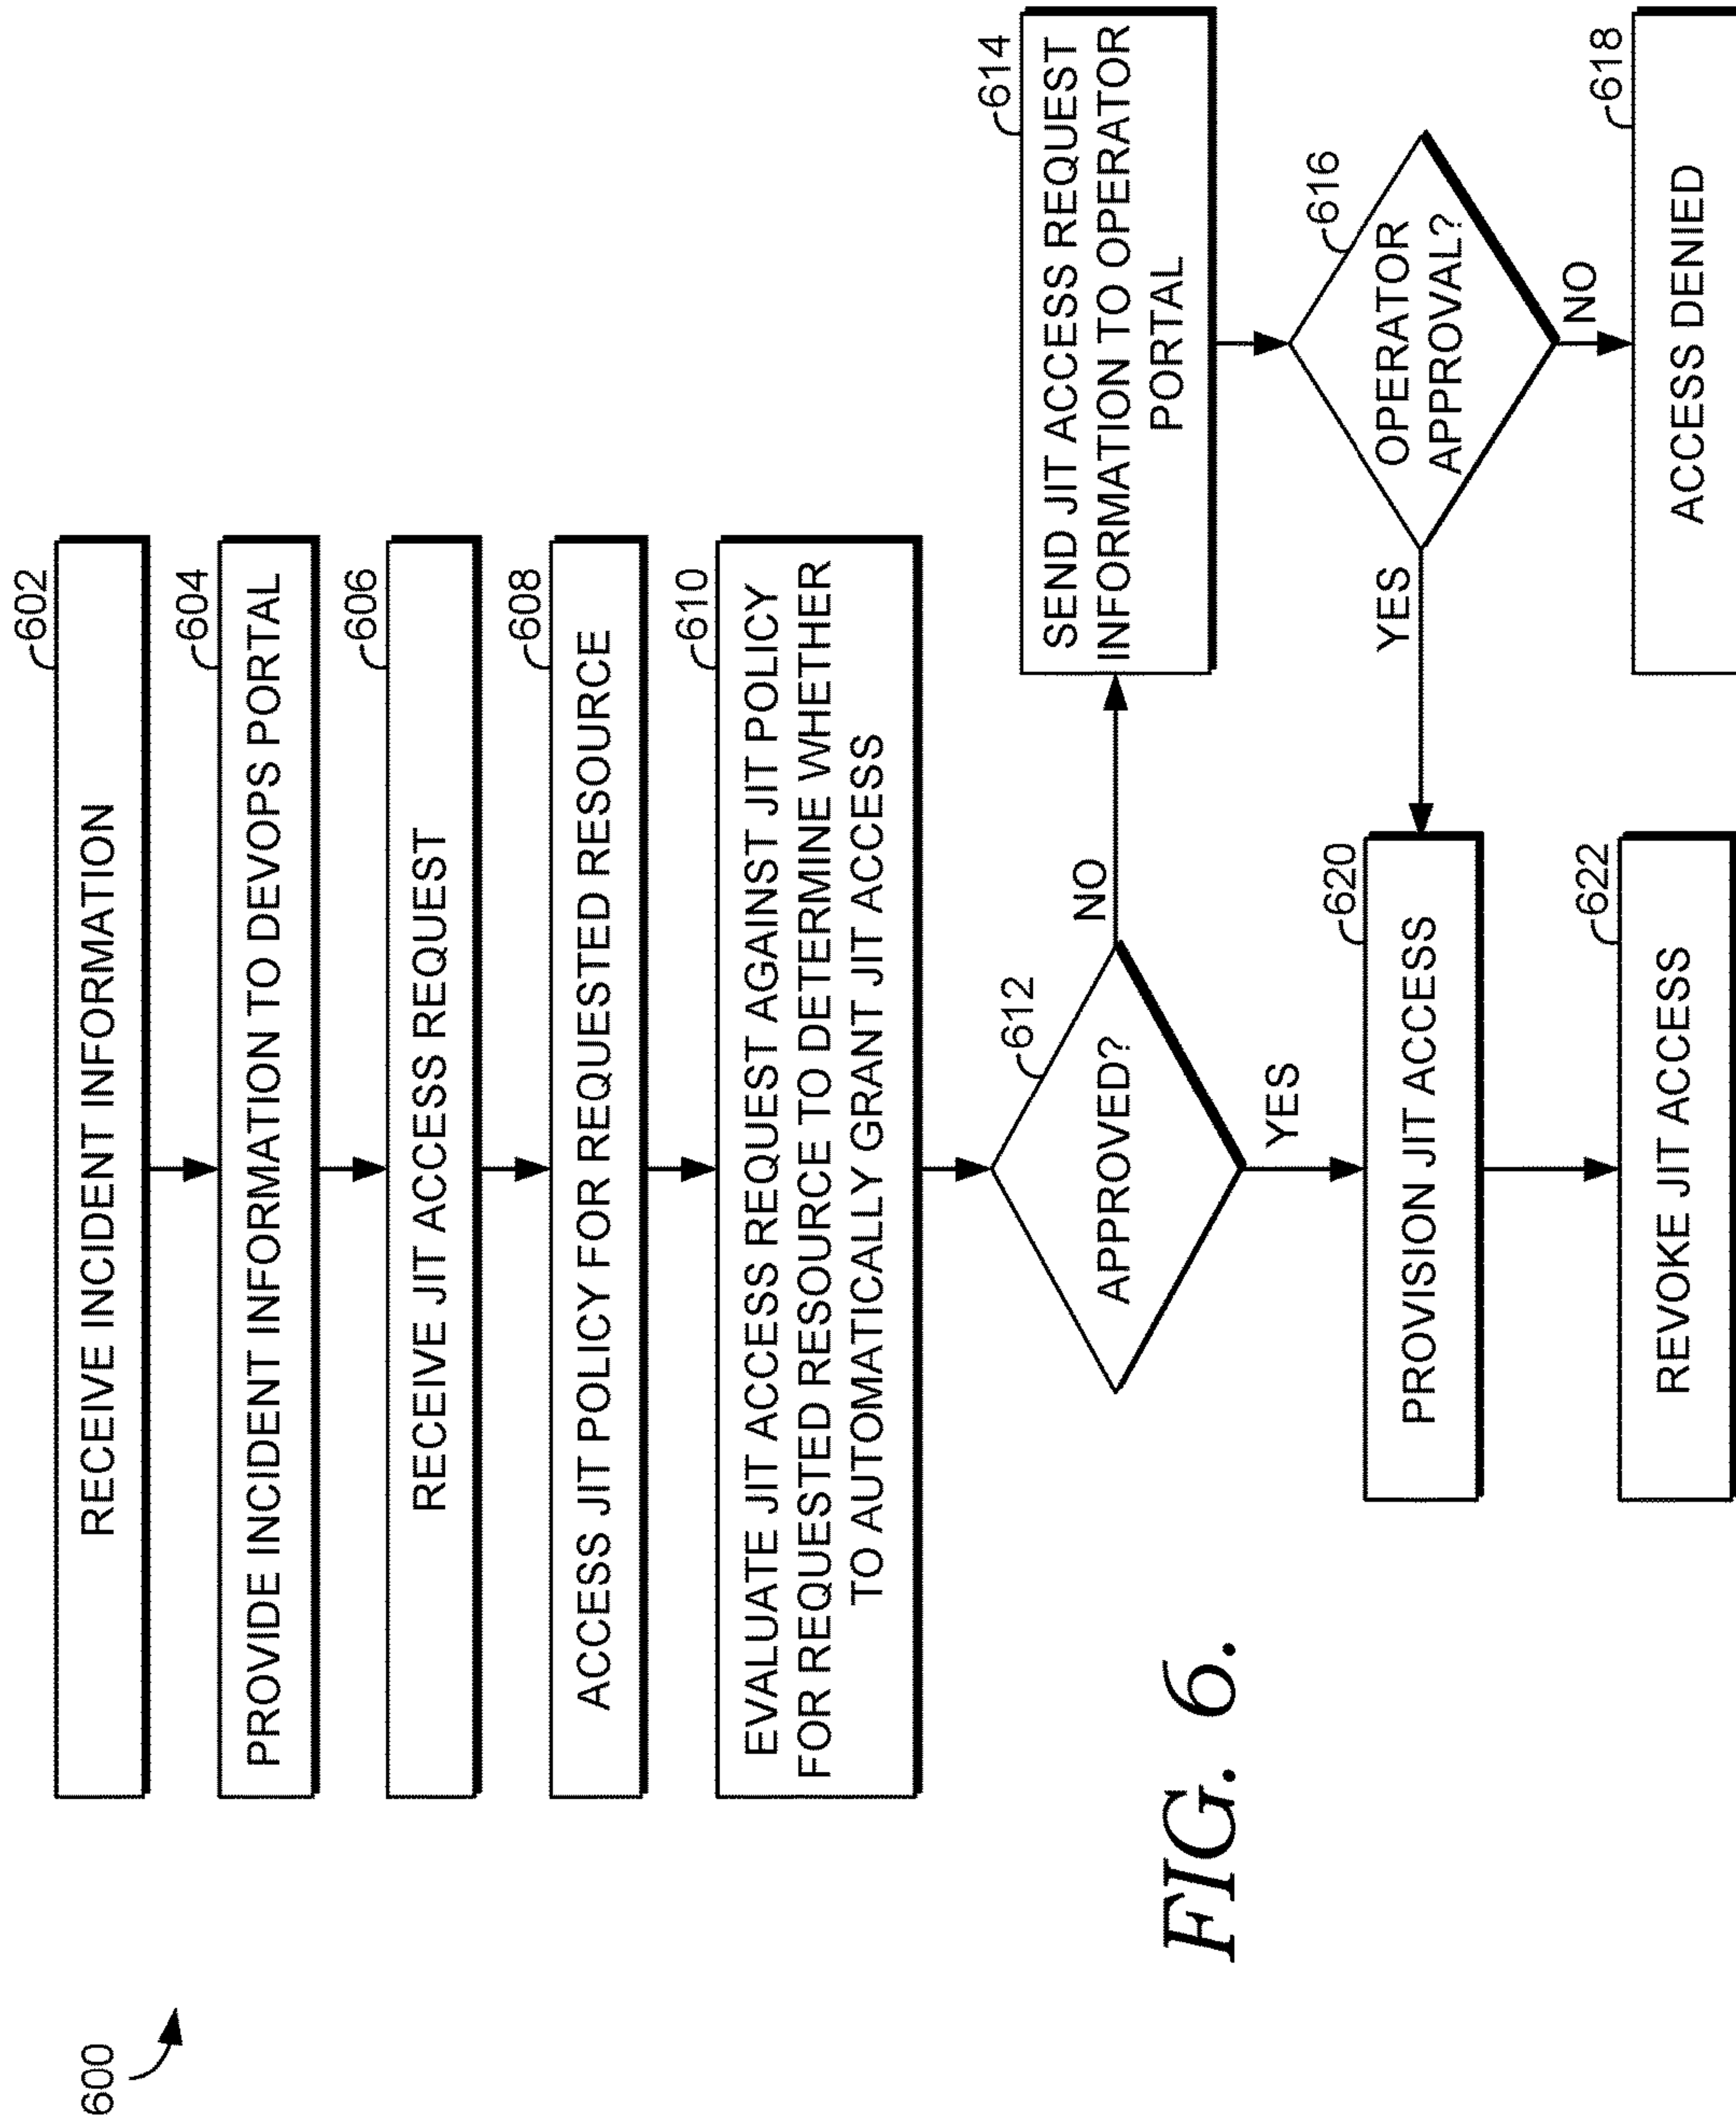 600
602
RECEIVE INCIDENT INFORMATION
604
PROVIDE INCIDENT INFORMATION TO DEVOPS PORTAL
606
RECEIVE JIT ACCESS REQUEST
608
ACCESS JIT POLICY FOR REQUESTED RESOURCE
610
EVALUATE JIT ACCESS REQUEST AGAINST JIT POLICY
FOR REQUESTED RESOURCE TO DETERMINE WHETHER
TO AUTOMATICALLY GRANT JIT ACCESS
612
APPROVED?
NO
YES
614
SEND JIT ACCESS REQUEST
INFORMATION TO OPERATOR
PORTAL
616
OPERATOR
APPROVAL?
YES
NO
618
ACCESS DENIED
620
PROVISION JIT ACCESS
622
REVOKE JIT ACCESS
FIG. 6.